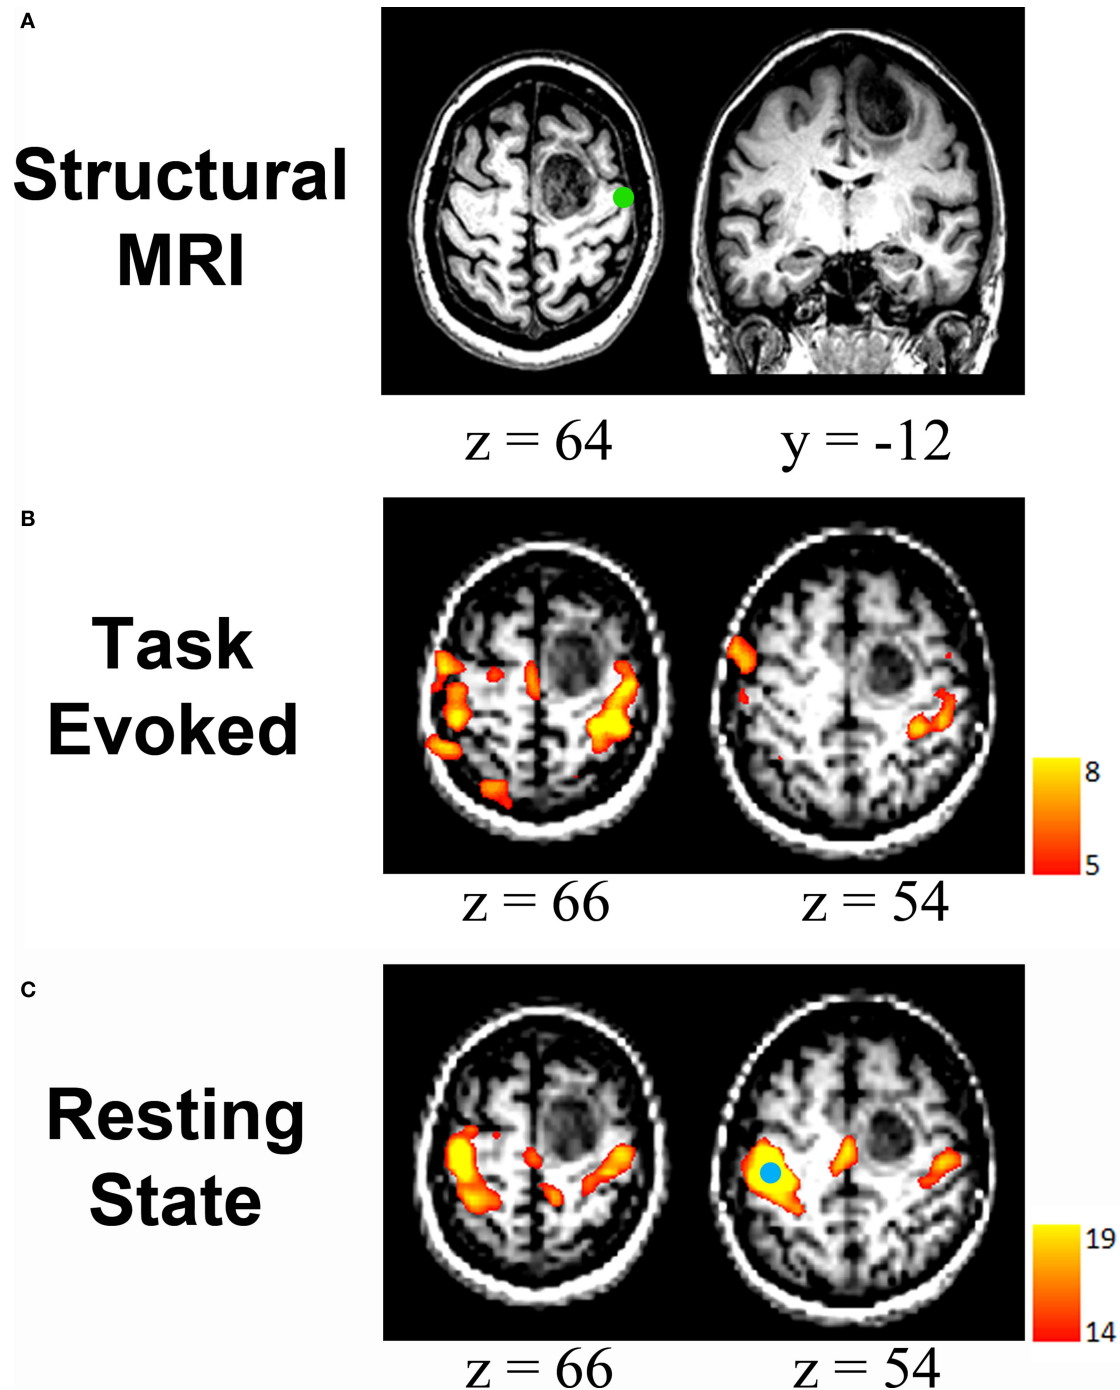 A
Structural
MRI
z = 64
y = -12
B
Task
Evoked
8
5
z = 66
z = 54
C
Resting
State
19
14
z = 66
z = 54